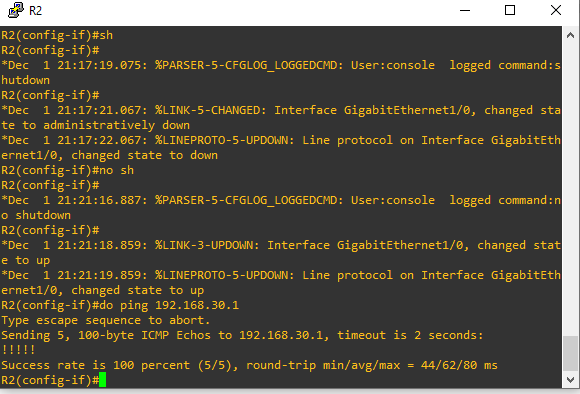 R2
R2(config-if)#sh
R2(config-if)#
*Dec  1 21:17:19.075: %PARSER-5-CFGLOG_LOGGEDCMD: User:console  logged command:s
hutdown
R2(config-if)#
*Dec  1 21:17:21.067: %LINK-5-CHANGED: Interface GigabitEthernet1/0, changed sta
te to administratively down
*Dec  1 21:17:22.067: %LINEPROTO-5-UPDOWN: Line protocol on Interface GigabitEth
ernet1/0, changed state to down
R2(config-if)#no sh
R2(config-if)#
*Dec  1 21:21:16.887: %PARSER-5-CFGLOG_LOGGEDCMD: User:console  logged command:n
o shutdown
R2(config-if)#
*Dec  1 21:21:18.859: %LINK-3-UPDOWN: Interface GigabitEthernet1/0, changed stat
e to up
*Dec  1 21:21:19.859: %LINEPROTO-5-UPDOWN: Line protocol on Interface GigabitEth
ernet1/0, changed state to up
R2(config-if)#do ping 192.168.30.1
Type escape sequence to abort.
Sending 5, 100-byte ICMP Echos to 192.168.30.1, timeout is 2 seconds:
!!!!!
Success rate is 100 percent (5/5), round-trip min/avg/max = 44/62/80 ms
R2(config-if)#